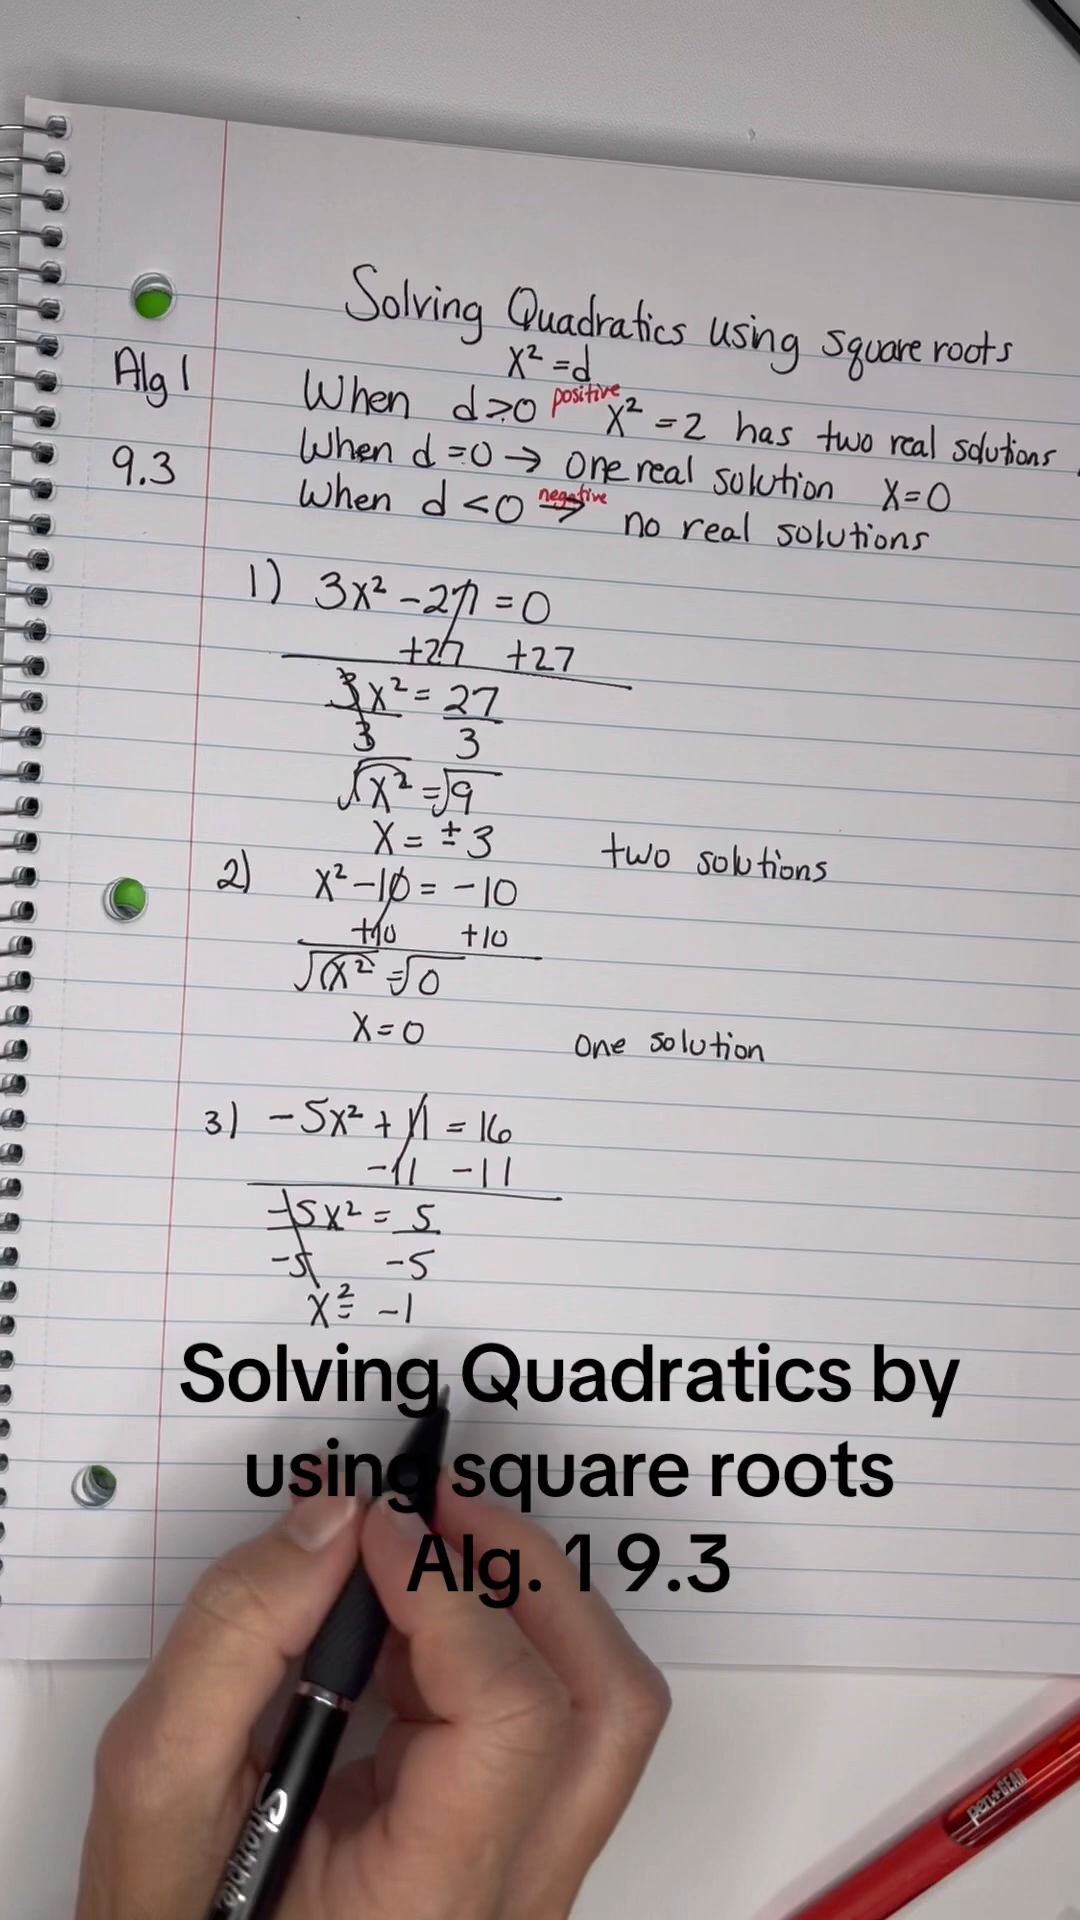 Solving Quadratics using square roots
x² = d
Alg 1
When d > 0 positive x² = 2 has two real solutions.
9.3
When d = 0 → one real solution x = 0
When d < 0 negative → no real solutions
1) 3x² - 27 = 0
+27 +27
3x² = 27
3 3
√x² = √9
x = ± 3 two solutions
2) x² - 10 = -10
+10 +10
√x² = √0
x = 0 one solution
3) -5x² + 11 = 16
-11 -11
-5x² = 5
-5 -5
x² = -1
Solving Quadratics by
using square roots
Alg. 1 9.3
Sharpie
pen+GEAR